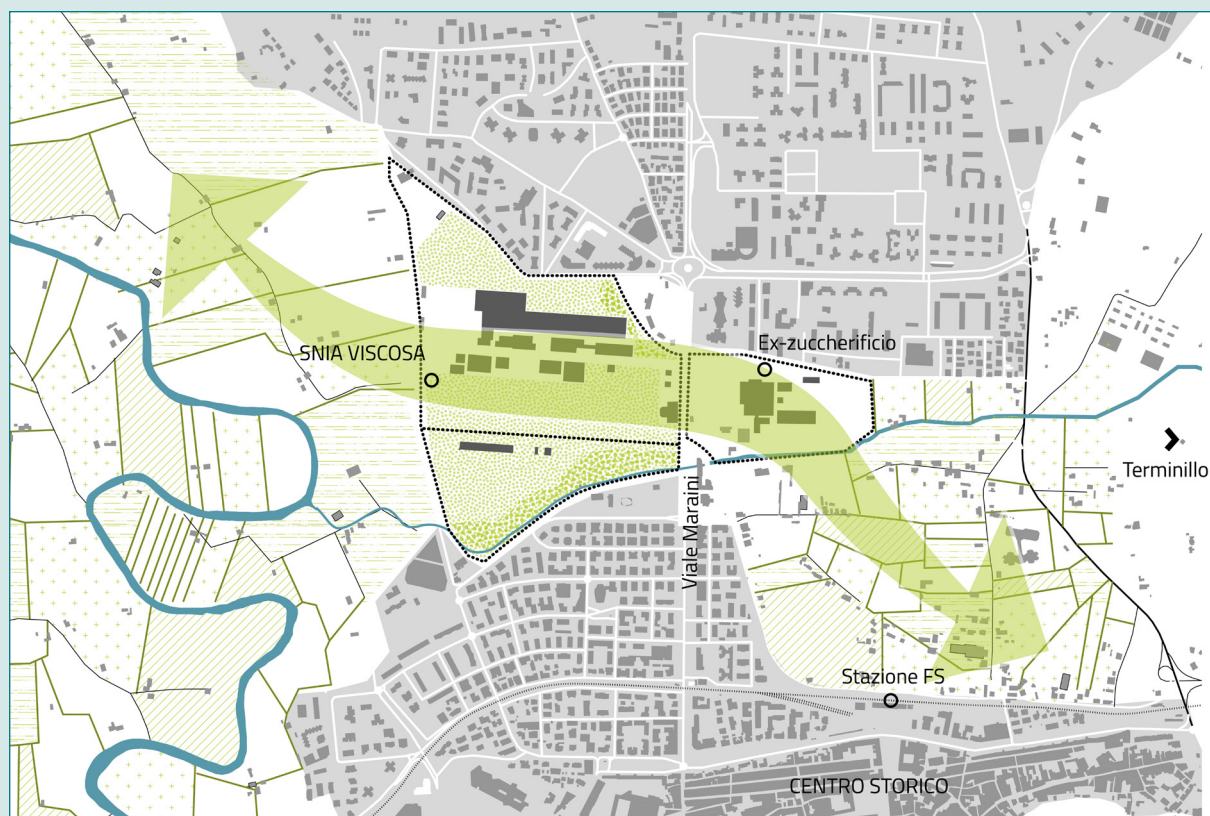 Ex-zuccherificio
SNIA VISCOSA
Terminillo
Viale Maraini
Stazione FS
CENTRO STORICO